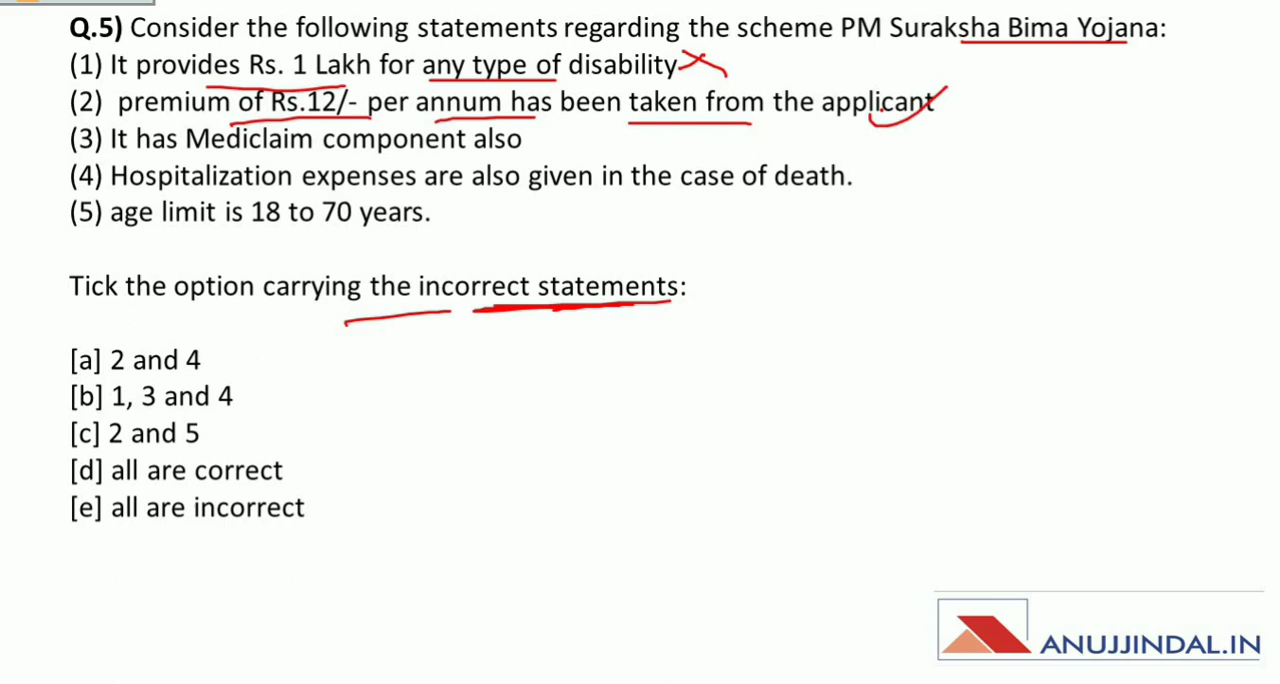 Q.5) Consider the following statements regarding the scheme PM Suraksha Bima Yojana:
(1) It provides Rs. 1 Lakh for any type of disability
(2) premium of Rs.12/- per annum has been taken from the applicant
(3) It has Mediclaim component also
(4) Hospitalization expenses are also given in the case of death.
(5) age limit is 18 to 70 years.
Tick the option carrying the incorrect statements:
[a] 2 and 4
[b] 1, 3 and 4
[c] 2 and 5
[d] all are correct
[e] all are incorrect
ANUJJINDAL.IN